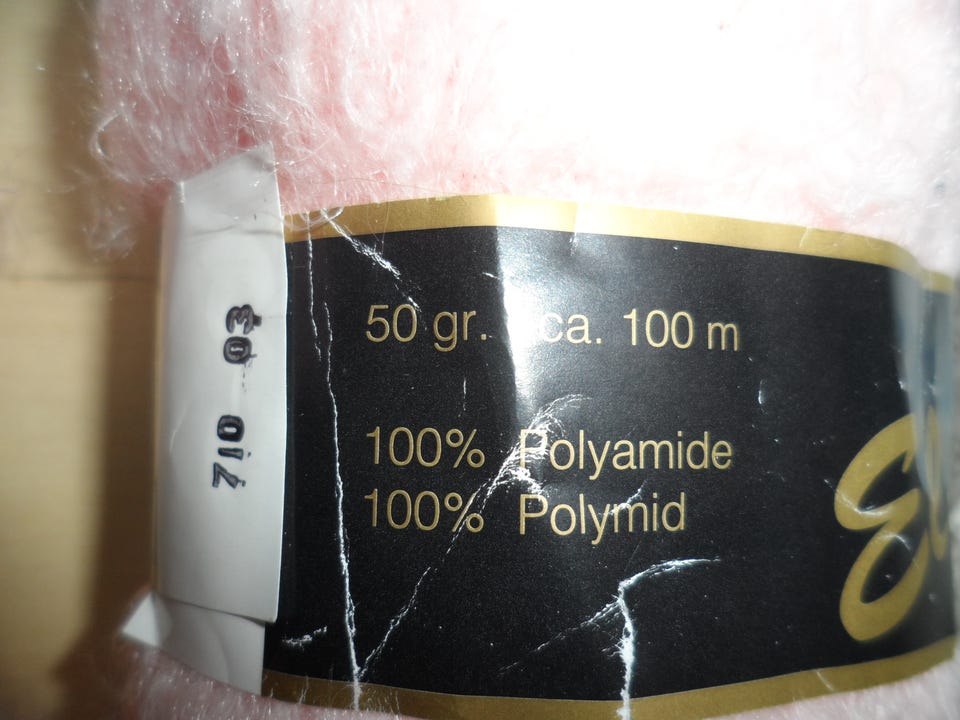 50 gr. ca. 100 m
100% Polyamide
100% Polymid
710 03